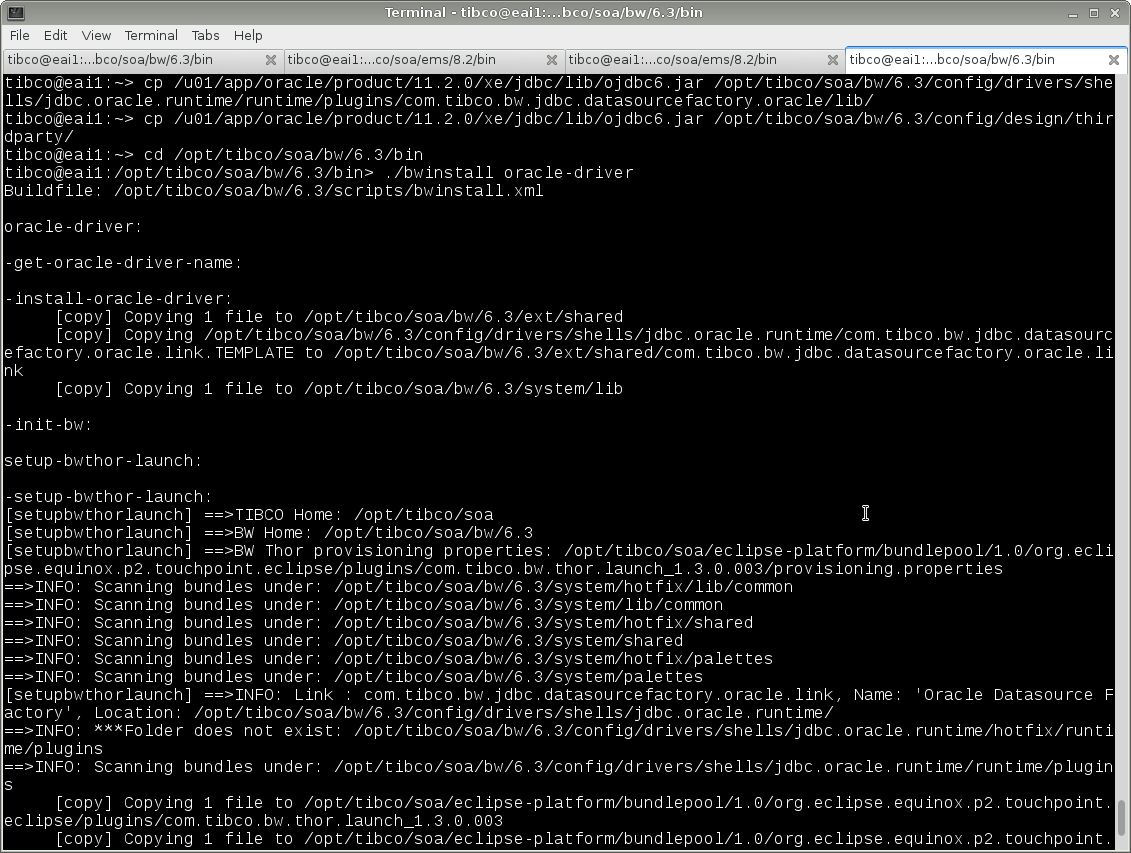 Terminal - tibco@eai1:...bco/soa/bw/6.3/bin
File Edit View Terminal Tabs Help
tibco@eai1:...bco/soa/bw/6.3/bin tibco@eai1:...co/soa/ems/8.2/bin tibco@eai1:...co/soa/ems/8.2/bin tibco@eai1:...bco/soa/bw/6.3/bin
tibco@eai1:~> cp /u01/app/oracle/product/11.2.0/xe/jdbc/lib/ojdbc6.jar /opt/tibco/soa/bw/6.3/config/drivers/she
lls/jdbc.oracle.runtime/runtime/plugins/com.tibco.bw.jdbc.datasourcefactory.oracle/lib/
tibco@eai1:~> cp /u01/app/oracle/product/11.2.0/xe/jdbc/lib/ojdbc6.jar /opt/tibco/soa/bw/6.3/config/design/thir
dparty/
tibco@eai1:~> cd /opt/tibco/soa/bw/6.3/bin
tibco@eai1:/opt/tibco/soa/bw/6.3/bin> ./bwinstall oracle-driver
Buildfile: /opt/tibco/soa/bw/6.3/scripts/bwinstall.xml
oracle-driver:
-get-oracle-driver-name:
-install-oracle-driver:
[copy] Copying 1 file to /opt/tibco/soa/bw/6.3/ext/shared
[copy] Copying /opt/tibco/soa/bw/6.3/config/drivers/shells/jdbc.oracle.runtime/com.tibco.bw.jdbc.datasourc
efactory.oracle.link.TEMPLATE to /opt/tibco/soa/bw/6.3/ext/shared/com.tibco.bw.jdbc.datasourcefactory.oracle.li
nk
[copy] Copying 1 file to /opt/tibco/soa/bw/6.3/system/lib
-init-bw:
setup-bwthor-launch:
-setup-bwthor-launch:
[setupbwthorlaunch] ==>TIBCO Home: /opt/tibco/soa
[setupbwthorlaunch] ==>BW Home: /opt/tibco/soa/bw/6.3
[setupbwthorlaunch] ==>BW Thor provisioning properties: /opt/tibco/soa/eclipse-platform/bundlepool/1.0/org.ecli
pse.equinox.p2.touchpoint.eclipse/plugins/com.tibco.bw.thor.launch_1.3.0.003/provisioning.properties
==>INFO: Scanning bundles under: /opt/tibco/soa/bw/6.3/system/hotfix/lib/common
==>INFO: Scanning bundles under: /opt/tibco/soa/bw/6.3/system/lib/common
==>INFO: Scanning bundles under: /opt/tibco/soa/bw/6.3/system/hotfix/shared
==>INFO: Scanning bundles under: /opt/tibco/soa/bw/6.3/system/shared
==>INFO: Scanning bundles under: /opt/tibco/soa/bw/6.3/system/hotfix/palettes
==>INFO: Scanning bundles under: /opt/tibco/soa/bw/6.3/system/palettes
[setupbwthorlaunch] ==>INFO: Link : com.tibco.bw.jdbc.datasourcefactory.oracle.link, Name: 'Oracle Datasource F
actory', Location: /opt/tibco/soa/bw/6.3/config/drivers/shells/jdbc.oracle.runtime/
==>INFO: ***Folder does not exist: /opt/tibco/soa/bw/6.3/config/drivers/shells/jdbc.oracle.runtime/hotfix/runti
me/plugins
==>INFO: Scanning bundles under: /opt/tibco/soa/bw/6.3/config/drivers/shells/jdbc.oracle.runtime/runtime/plugin
s
[copy] Copying 1 file to /opt/tibco/soa/eclipse-platform/bundlepool/1.0/org.eclipse.equinox.p2.touchpoint.
eclipse/plugins/com.tibco.bw.thor.launch_1.3.0.003
[copy] Copying 1 file to /opt/tibco/soa/eclipse-platform/bundlepool/1.0/org.eclipse.equinox.p2.touchpoint.